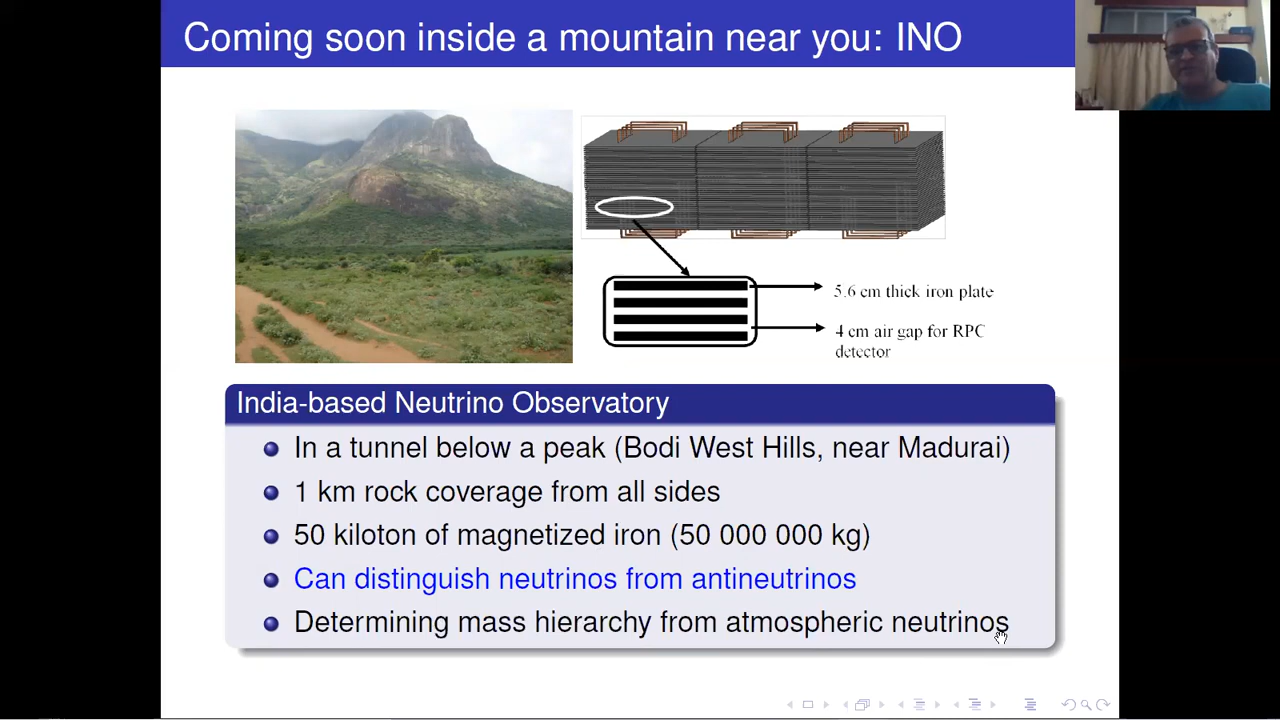 Coming soon inside a mountain near you: INO
5.6 cm thick iron plate
4 cm air gap for RPC
detector
India-based Neutrino Observatory
In a tunnel below a peak (Bodi West Hills, near Madurai)
1 km rock coverage from all sides
50 kiloton of magnetized iron (50 000 000 kg)
Can distinguish neutrinos from antineutrinos
Determining mass hierarchy from atmospheric neutrinos